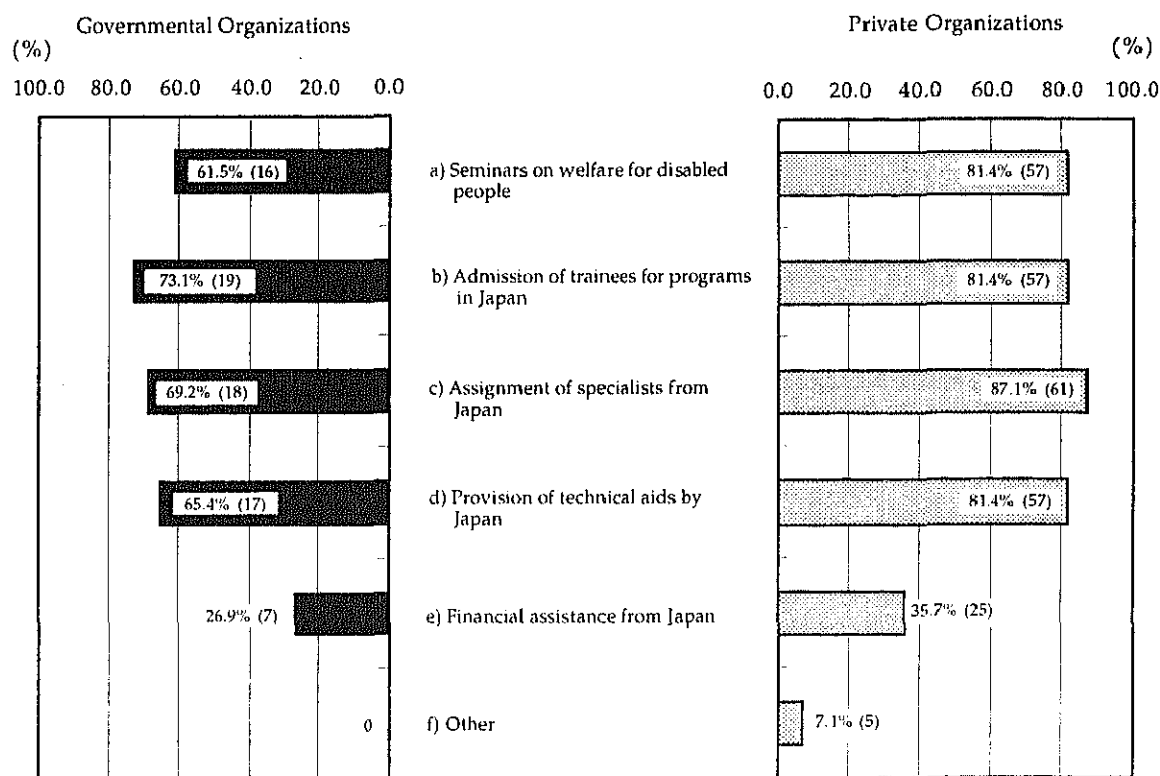 Governmental Organizations
Private Organizations
(%)
(%)
100.0 80.0 60.0 40.0 20.0 0.0
0.0 20.0 40.0 60.0 80.0 100.0
61.5% (16)
a) Seminars on welfare for disabled
people
81.4% (57)
73.1% (19)
b) Admission of trainees for programs
in Japan
81.4% (57)
69.2% (18)
c) Assignment of specialists from
Japan
87.1% (61)
65.4% (17)
d) Provision of technical aids by
Japan
81.4% (57)
26.9% (7)
e) Financial assistance from Japan
35.7% (25)
0
f) Other
7.1% (5)